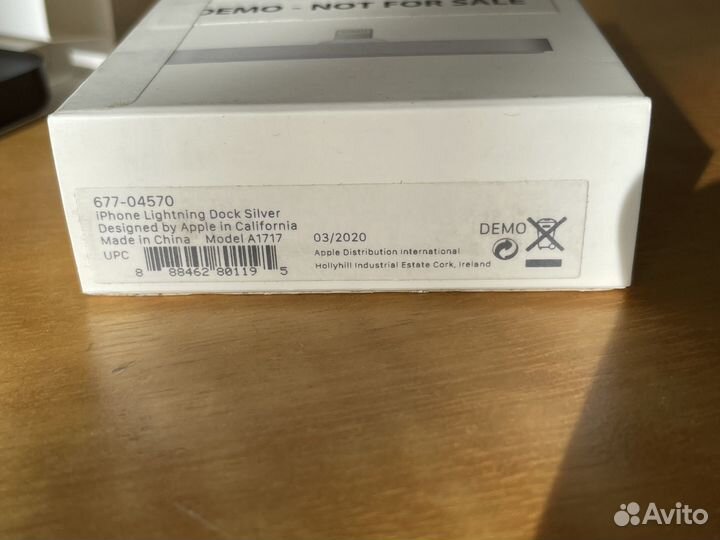 DEMO - NOT FOR SALE
677-04570
iPhone Lightning Dock Silver
Designed by Apple in California
Made in China Model A1717
03/2020
DEMO
UPC
8 88462 80119 5
Apple Distribution International
Hollyhill Industrial Estate Cork, Ireland
Avito